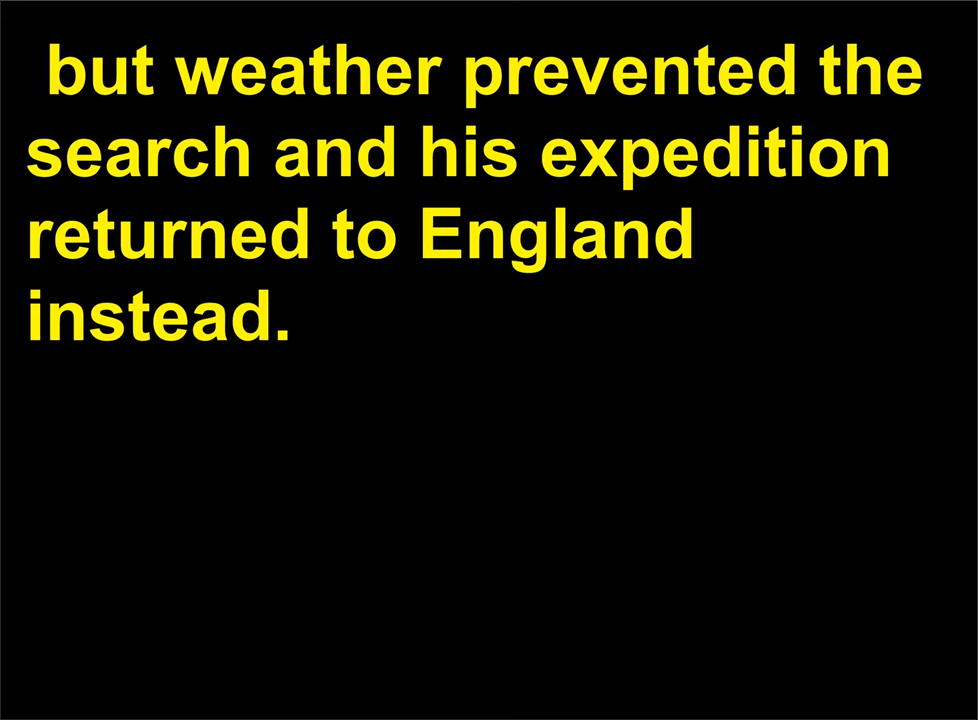 but weather prevented the
search and his expedition
returned to England
instead.